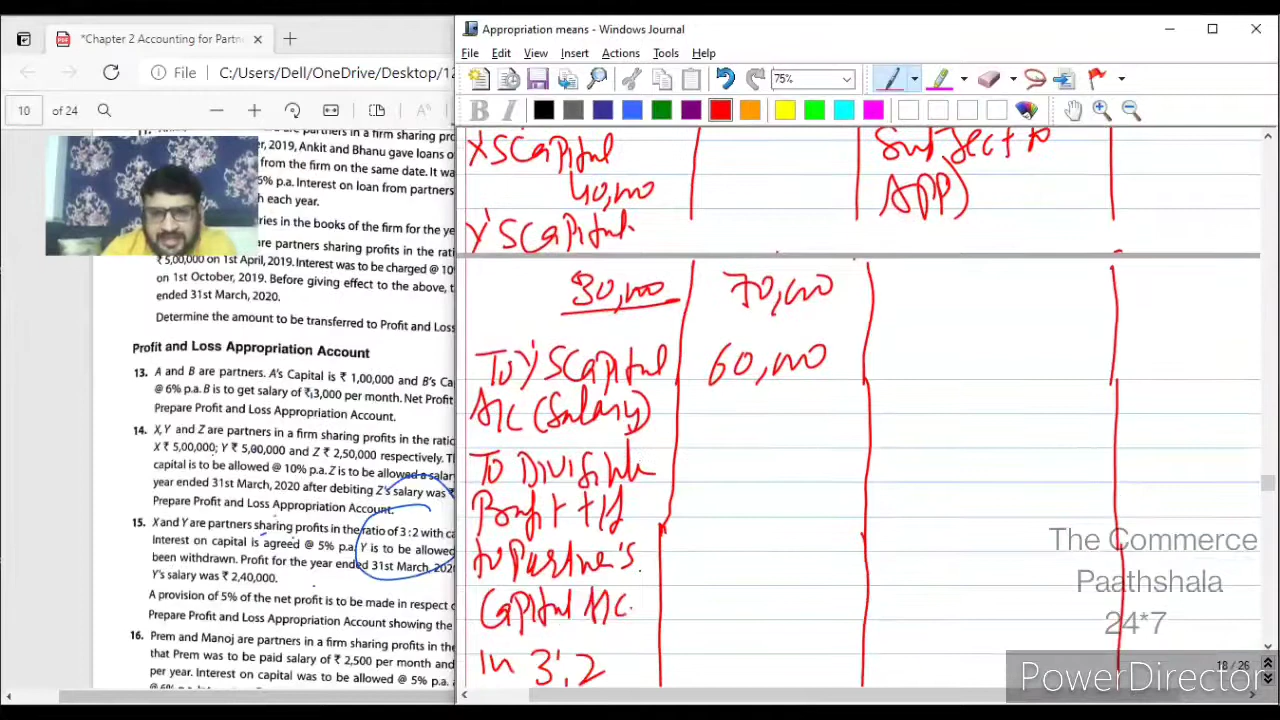 *Chapter 2 Accounting for Partn
File
C:/Users/Dell/OneDrive/Desktop/12
10 of 24
are partners in a firm sharing pro
er, 2019, Ankit and Bhanu gave loans o
from the firm on the same date. It wa
5% p.a. Interest on loan from partners
h each year.
ries in the books of the firm for the ye
are partners sharing profits in the rati
₹ 5,00,000 on 1st April, 2019. Interest was to be charged @ 10%
on 1st October, 2019. Before giving effect to the above, t
ended 31st March, 2020.
Determine the amount to be transferred to Profit and Loss
Profit and Loss Appropriation Account
13. A and B are partners. A's Capital is ₹ 1,00,000 and B's Ca
@ 6% p.a. B is to get salary of ₹ 3,000 per month. Net Profit
Prepare Profit and Loss Appropriation Account.
14. X, Y and Z are partners in a firm sharing profits in the ratio
X ₹ 5,00,000; Y ₹ 5,00,000 and Z ₹ 2,50,000 respectively. T
capital is to be allowed @ 10% p.a. Z is to be allowed a salar
year ended 31st March, 2020 after debiting Z's salary was ₹
Prepare Profit and Loss Appropriation Account.
15. X and Y are partners sharing profits in the ratio of 3 : 2 with ca
Interest on capital is agreed @ 5% p.a. Y is to be allowed
been withdrawn. Profit for the year ended 31st March, 2020
Y's salary was ₹ 2,40,000.
A provision of 5% of the net profit is to be made in respect o
Prepare Profit and Loss Appropriation Account showing the
16. Prem and Manoj are partners in a firm sharing profits in the
that Prem was to be paid salary of ₹ 2,500 per month and
per year. Interest on capital was to be allowed @ 5% p.a.
Appropriation means - Windows Journal
File Edit View Insert Actions Tools Help
75%
B I U
X's Capital
40,000
Y's Capital
Subject to
APP)
30,000 70,000
To Y's Capital 60,000
A/c (Salary)
To Divisible
Profit t/f
to Partner's
Capital A/c.
in 3:2
The Commerce
Paathshala
24*7
18 / 26
PowerDirector